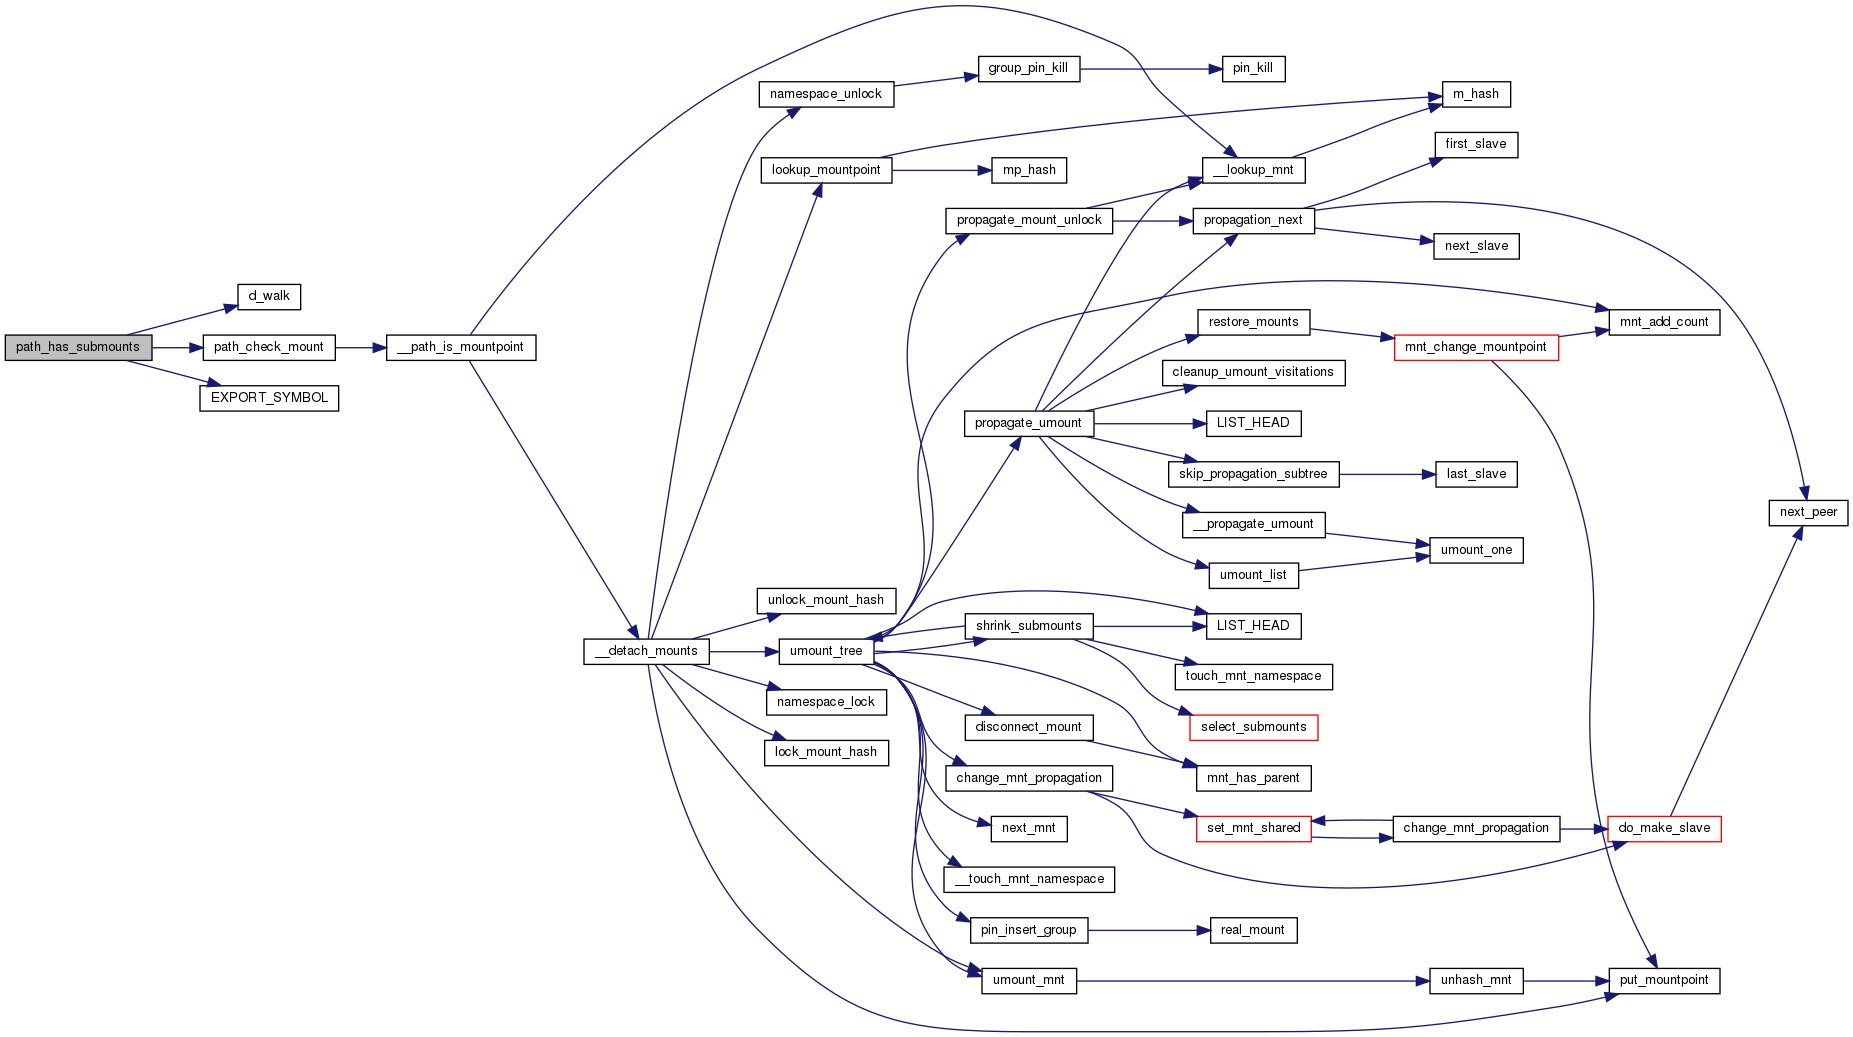 group_pin_kill
pin_kill
namespace_unlock
m_hash
first_slave
lookup_mountpoint
mp_hash
__lookup_mnt
propagate_mount_unlock
propagation_next
next_slave
d_walk
restore_mounts
mnt_add_count
path_has_submounts
path_check_mount
__path_is_mountpoint
mnt_change_mountpoint
cleanup_umount_visitations
EXPORT_SYMBOL
propagate_umount
LIST_HEAD
skip_propagation_subtree
last_slave
next_peer
__propagate_umount
umount_one
umount_list
unlock_mount_hash
shrink_submounts
LIST_HEAD
__detach_mounts
umount_tree
touch_mnt_namespace
namespace_lock
disconnect_mount
select_submounts
lock_mount_hash
change_mnt_propagation
mnt_has_parent
next_mnt
set_mnt_shared
change_mnt_propagation
do_make_slave
__touch_mnt_namespace
pin_insert_group
real_mount
umount_mnt
unhash_mnt
put_mountpoint